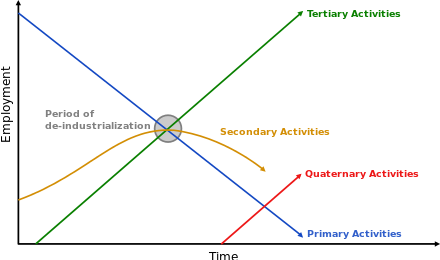 Tertiary Activities
Employment
Period of
de-industrialization
Secondary Activities
Quaternary Activities
Primary Activities
Time